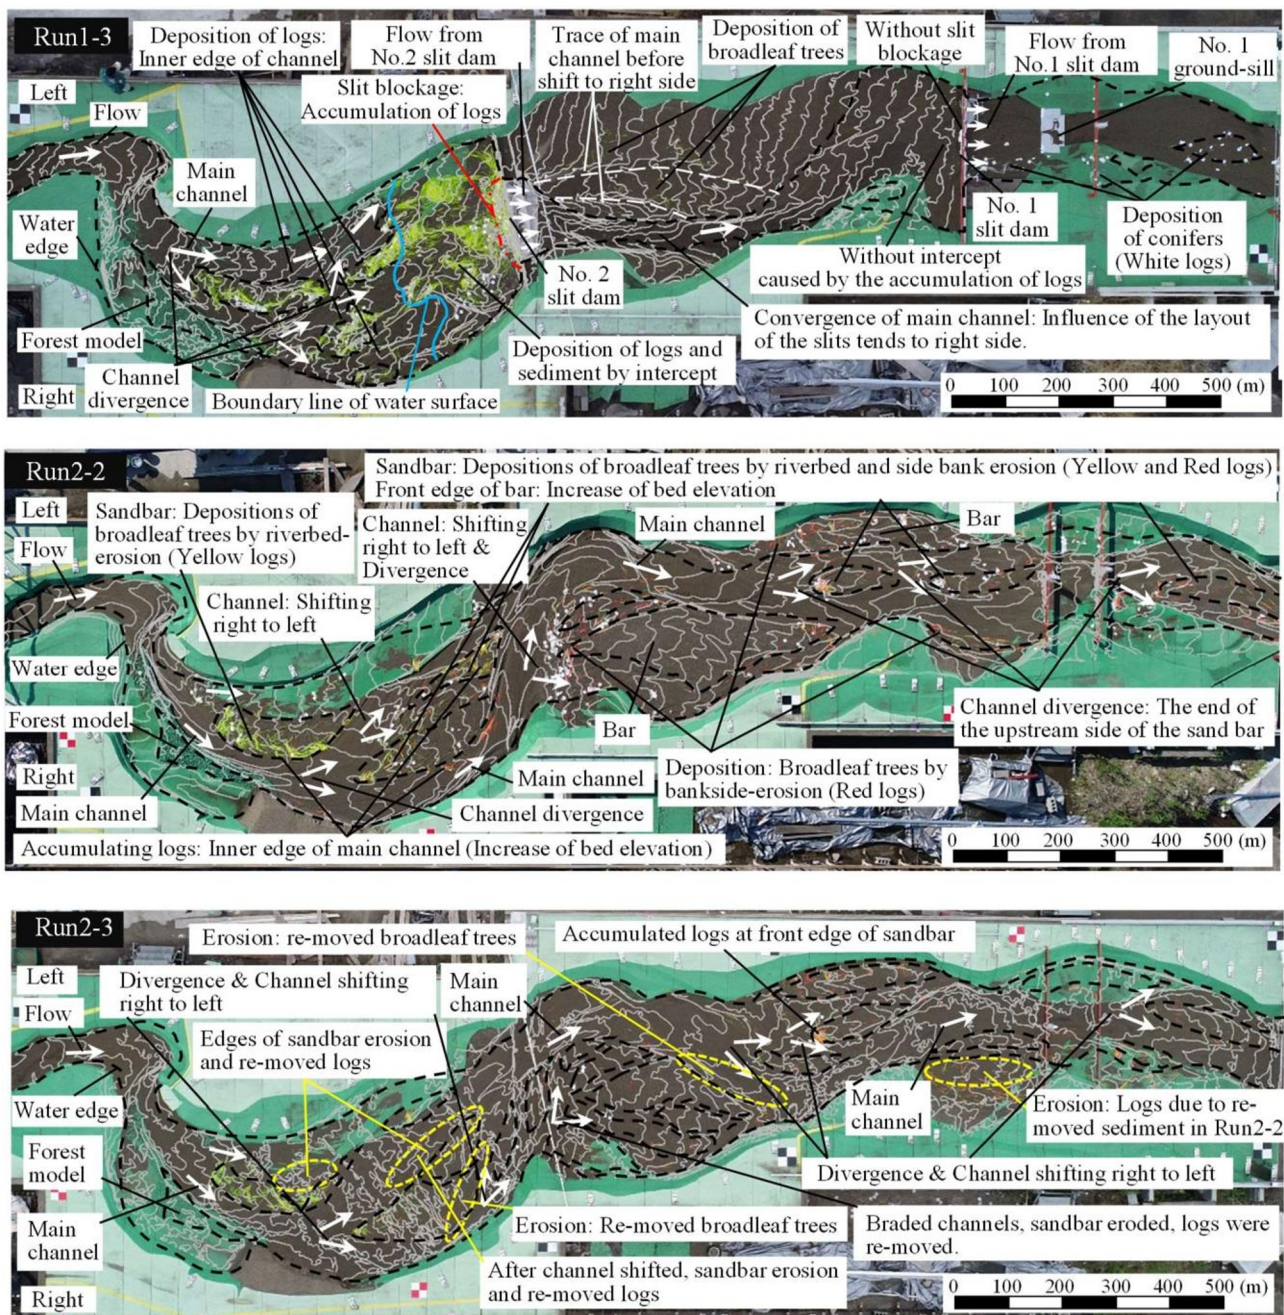 Run1-3
Deposition of logs:
Inner edge of channel
Flow from
No.2 slit dam
Trace of main
channel before
shift to right side
Deposition of
broadleaf trees
Without slit
blockage
Flow from
No.1 slit dam
No. 1
ground-sill
Left
Flow
Slit blockage:
Accumulation of logs
Main
channel
Water
edge
No. 1
slit dam
Deposition
of conifers
(White logs)
No. 2
slit dam
Without intercept
caused by the accumulation of logs
Forest model
Convergence of main channel: Influence of the layout
of the slits tends to right side.
Channel
divergence
Deposition of logs and
sediment by intercept
Right
Boundary line of water surface
0 100 200 300 400 500 (m)
Run2-2
Sandbar: Depositions of broadleaf trees by riverbed and side bank erosion (Yellow and Red logs)
Front edge of bar: Increase of bed elevation
Left
Sandbar: Depositions of
broadleaf trees by riverbed-
erosion (Yellow logs)
Channel: Shifting
right to left &
Divergence
Main channel
Bar
Flow
Channel: Shifting
right to left
Water edge
Forest model
Bar
Channel divergence: The end of
the upstream side of the sand bar
Right
Main channel
Main channel
Deposition: Broadleaf trees by
bankside-erosion (Red logs)
Channel divergence
Accumulating logs: Inner edge of main channel (Increase of bed elevation)
0 100 200 300 400 500 (m)
Run2-3
Erosion: re-moved broadleaf trees
Accumulated logs at front edge of sandbar
Left
Divergence & Channel shifting
right to left
Main
channel
Flow
Edges of sandbar erosion
and re-moved logs
Water edge
Main
channel
Erosion: Logs due to re-
moved sediment in Run2-2
Forest
model
Divergence & Channel shifting right to left
Main
channel
Erosion: Re-moved broadleaf trees
Braded channels, sandbar eroded, logs were
re-moved.
After channel shifted, sandbar erosion
and re-moved logs
Right
0 100 200 300 400 500 (m)